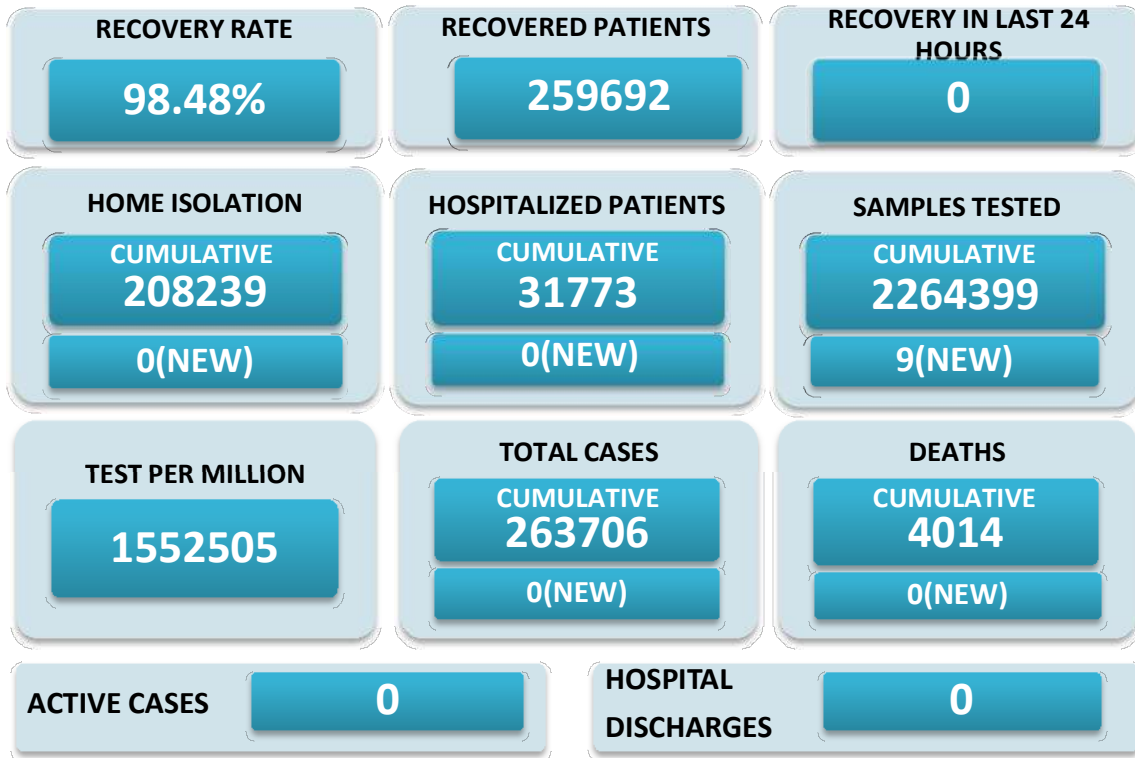 RECOVERY RATE
98.48%
RECOVERED PATIENTS
259692
RECOVERY IN LAST 24
HOURS
0
HOME ISOLATION
CUMULATIVE
208239
0(NEW)
HOSPITALIZED PATIENTS
CUMULATIVE
31773
0(NEW)
SAMPLES TESTED
CUMULATIVE
2264399
9(NEW)
TEST PER MILLION
1552505
TOTAL CASES
CUMULATIVE
263706
0(NEW)
DEATHS
CUMULATIVE
4014
0(NEW)
ACTIVE CASES
0
HOSPITAL
DISCHARGES
0